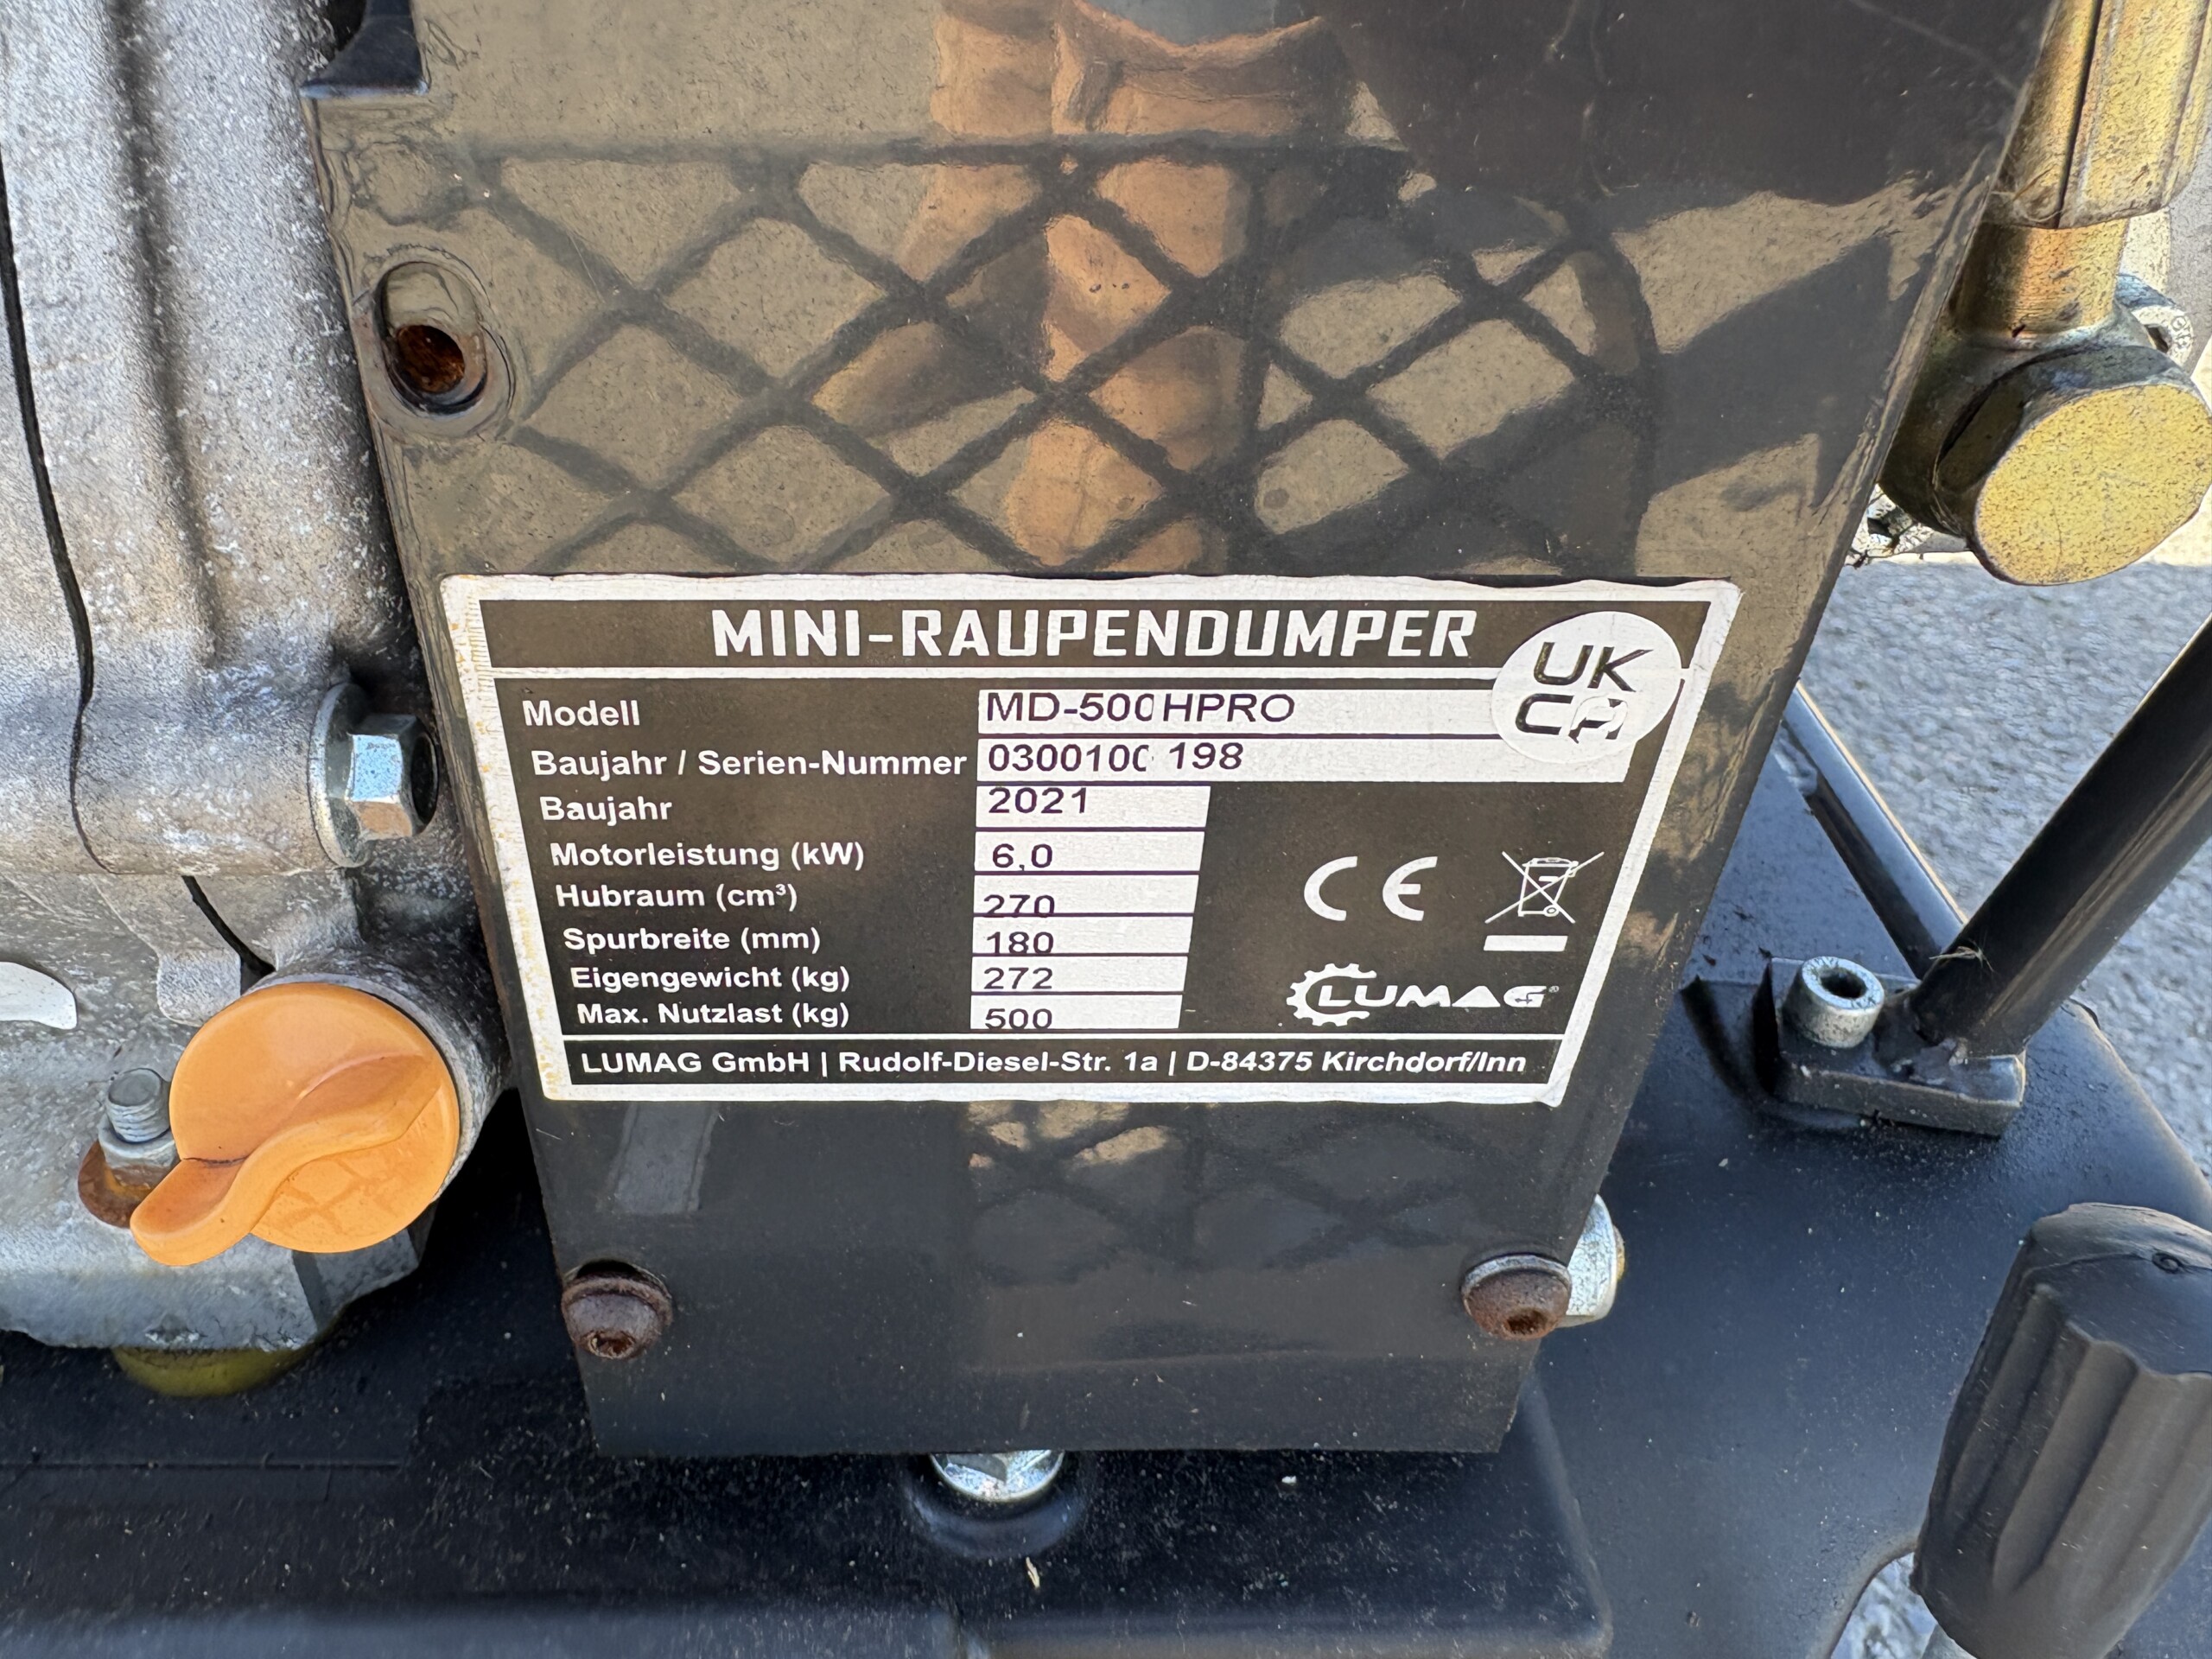 MINI-RAUPENDUMPER
UK
CA
Modell MD-500HPRO
Baujahr / Serien-Nummer 0300100 198
Baujahr 2021
Motorleistung (kW) 6,0
Hubraum (cm³) 270
Spurbreite (mm) 180
Eigengewicht (kg) 272
Max. Nutzlast (kg) 500
CE
LUMAG®
LUMAG GmbH | Rudolf-Diesel-Str. 1a | D-84375 Kirchdorf/Inn